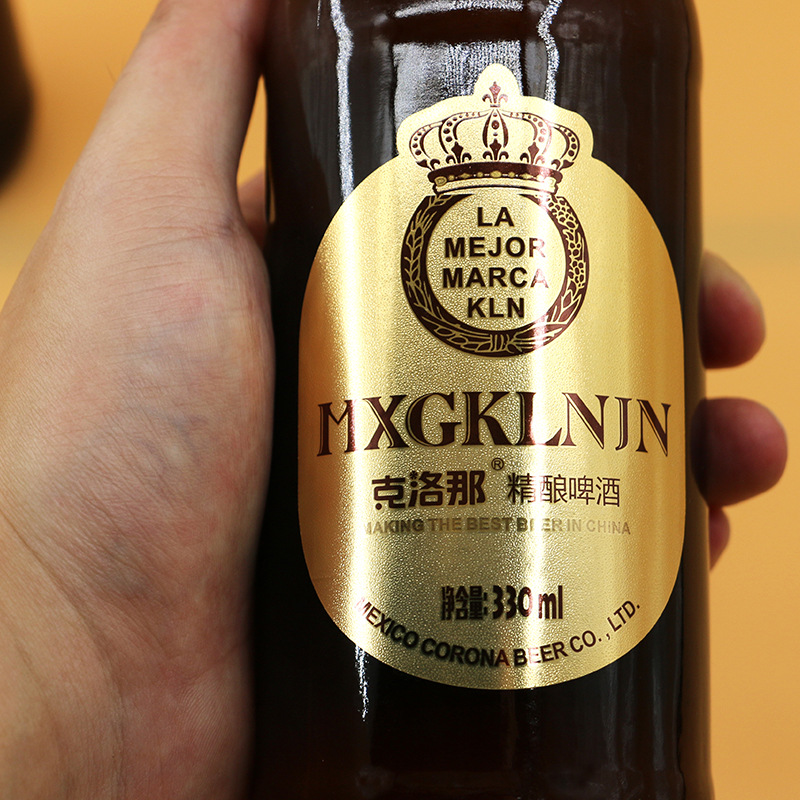 LA
MEJOR
MARCA
KLN
MXGKLNJN
克洛那® 精酿啤酒
MAKING THE BEST BEER IN CHINA
净含量:330ml
MEXICO CORONA BEER CO., LTD.